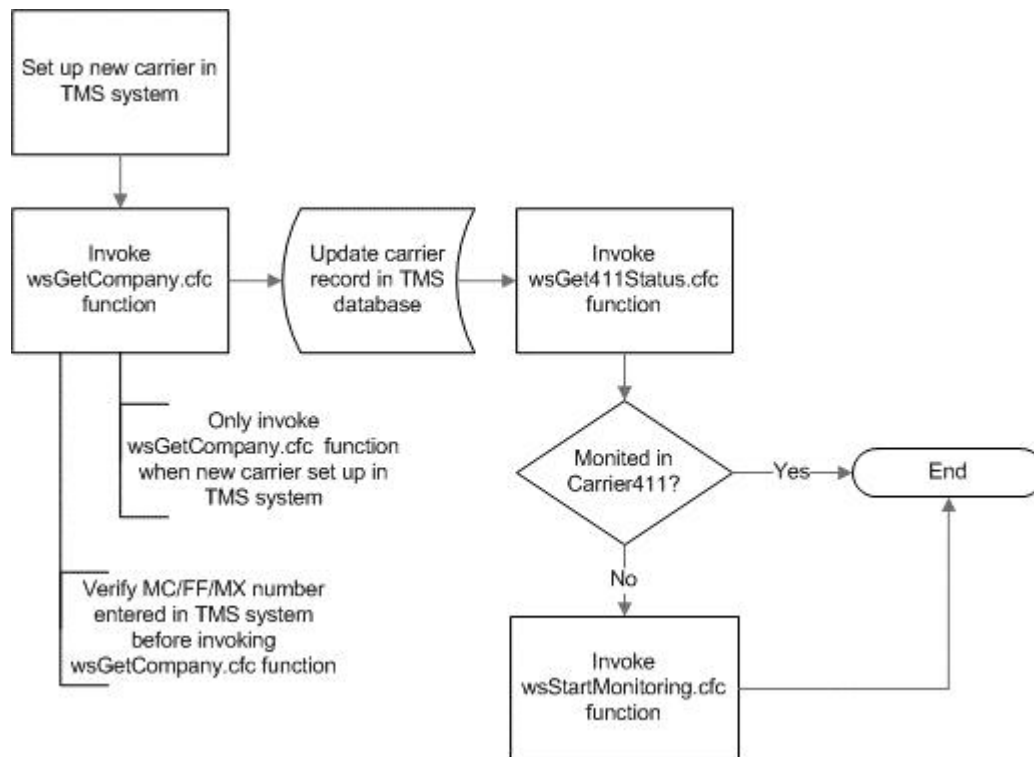 Set up new carrier in
TMS system
Invoke
wsGetCompany.cfc
function
Update carrier
record in TMS
database
Invoke
wsGet411Status.cfc
function
Only invoke
wsGetCompany.cfc function
when new carrier set up in
TMS system
Monited in
Carrier411?
Yes
End
No
Verify MC/FF/MX number
entered in TMS system
before invoking
wsGetCompany.cfc function
Invoke
wsStartMonitoring.cfc
function